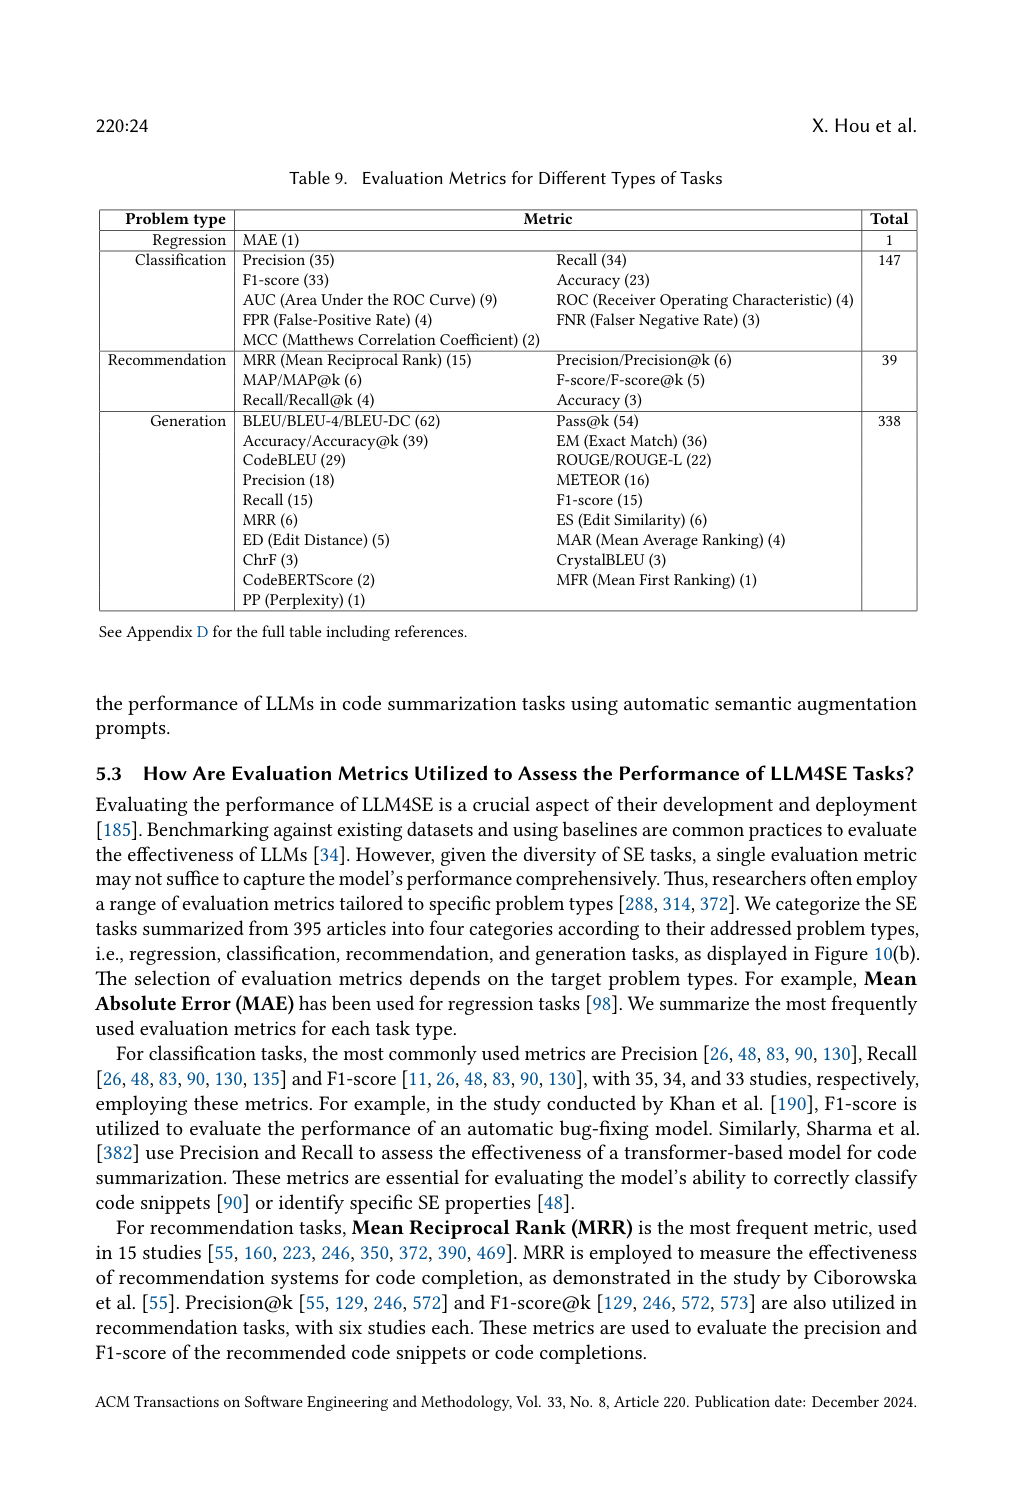 220:24 X. Hou et al.
Table 9. Evaluation Metrics for Different Types of Tasks
Problem type Metric Total
Regression MAE (1) 1
Classification Precision (35) Recall (34) 147
F1-score (33) Accuracy (23)
AUC (Area Under the ROC Curve) (9) ROC (Receiver Operating Characteristic) (4)
FPR (False-Positive Rate) (4) FNR (Falser Negative Rate) (3)
MCC (Matthews Correlation Coefficient) (2)
Recommendation MRR (Mean Reciprocal Rank) (15) Precision/Precision@k (6) 39
MAP/MAP@k (6) F-score/F-score@k (5)
Recall/Recall@k (4) Accuracy (3)
Generation BLEU/BLEU-4/BLEU-DC (62) Pass@k (54) 338
Accuracy/Accuracy@k (39) EM (Exact Match) (36)
CodeBLEU (29) ROUGE/ROUGE-L (22)
Precision (18) METEOR (16)
Recall (15) F1-score (15)
MRR (6) ES (Edit Similarity) (6)
ED (Edit Distance) (5) MAR (Mean Average Ranking) (4)
ChrF (3) CrystalBLEU (3)
CodeBERTScore (2) MFR (Mean First Ranking) (1)
PP (Perplexity) (1)
See Appendix D for the full table including references.
the performance of LLMs in code summarization tasks using automatic semantic augmentation
prompts.
5.3 How Are Evaluation Metrics Utilized to Assess the Performance of LLM4SE Tasks?
Evaluating the performance of LLM4SE is a crucial aspect of their development and deployment
[185]. Benchmarking against existing datasets and using baselines are common practices to evaluate
the effectiveness of LLMs [34]. However, given the diversity of SE tasks, a single evaluation metric
may not suffice to capture the model's performance comprehensively. Thus, researchers often employ
a range of evaluation metrics tailored to specific problem types [288, 314, 372]. We categorize the SE
tasks summarized from 395 articles into four categories according to their addressed problem types,
i.e., regression, classification, recommendation, and generation tasks, as displayed in Figure 10(b).
The selection of evaluation metrics depends on the target problem types. For example, Mean
Absolute Error (MAE) has been used for regression tasks [98]. We summarize the most frequently
used evaluation metrics for each task type.
For classification tasks, the most commonly used metrics are Precision [26, 48, 83, 90, 130], Recall
[26, 48, 83, 90, 130, 135] and F1-score [11, 26, 48, 83, 90, 130], with 35, 34, and 33 studies, respectively,
employing these metrics. For example, in the study conducted by Khan et al. [190], F1-score is
utilized to evaluate the performance of an automatic bug-fixing model. Similarly, Sharma et al.
[382] use Precision and Recall to assess the effectiveness of a transformer-based model for code
summarization. These metrics are essential for evaluating the model's ability to correctly classify
code snippets [90] or identify specific SE properties [48].
For recommendation tasks, Mean Reciprocal Rank (MRR) is the most frequent metric, used
in 15 studies [55, 160, 223, 246, 350, 372, 390, 469]. MRR is employed to measure the effectiveness
of recommendation systems for code completion, as demonstrated in the study by Ciborowska
et al. [55]. Precision@k [55, 129, 246, 572] and F1-score@k [129, 246, 572, 573] are also utilized in
recommendation tasks, with six studies each. These metrics are used to evaluate the precision and
F1-score of the recommended code snippets or code completions.
ACM Transactions on Software Engineering and Methodology, Vol. 33, No. 8, Article 220. Publication date: December 2024.